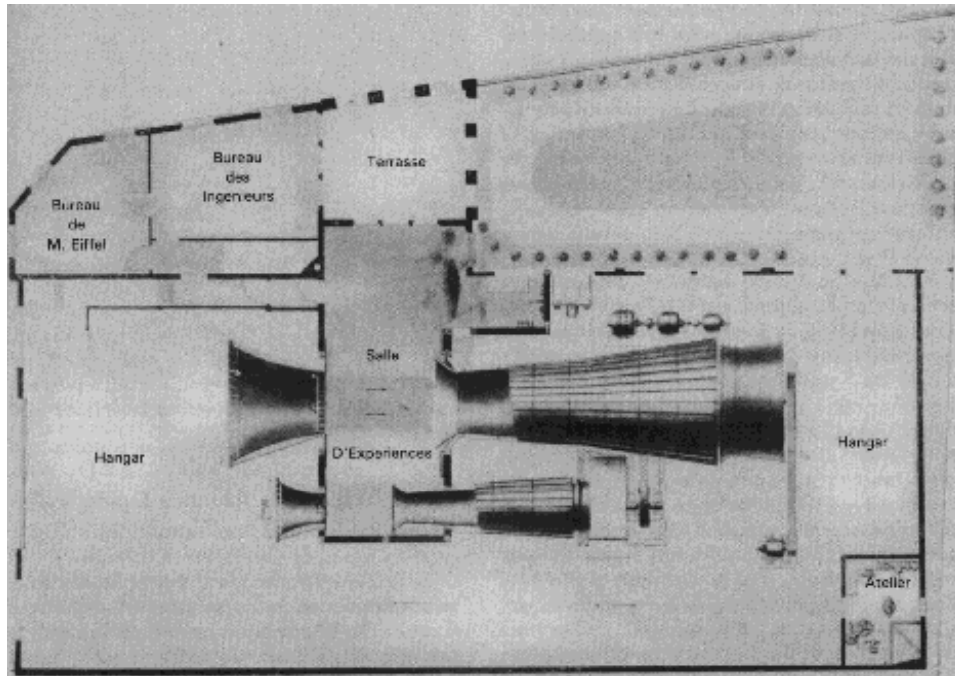 Bureau
des
Ingenieurs
Terrasse
Bureau
de
M. Eiffel
Salle
Hangar
D'Experiences
Hangar
Atelier